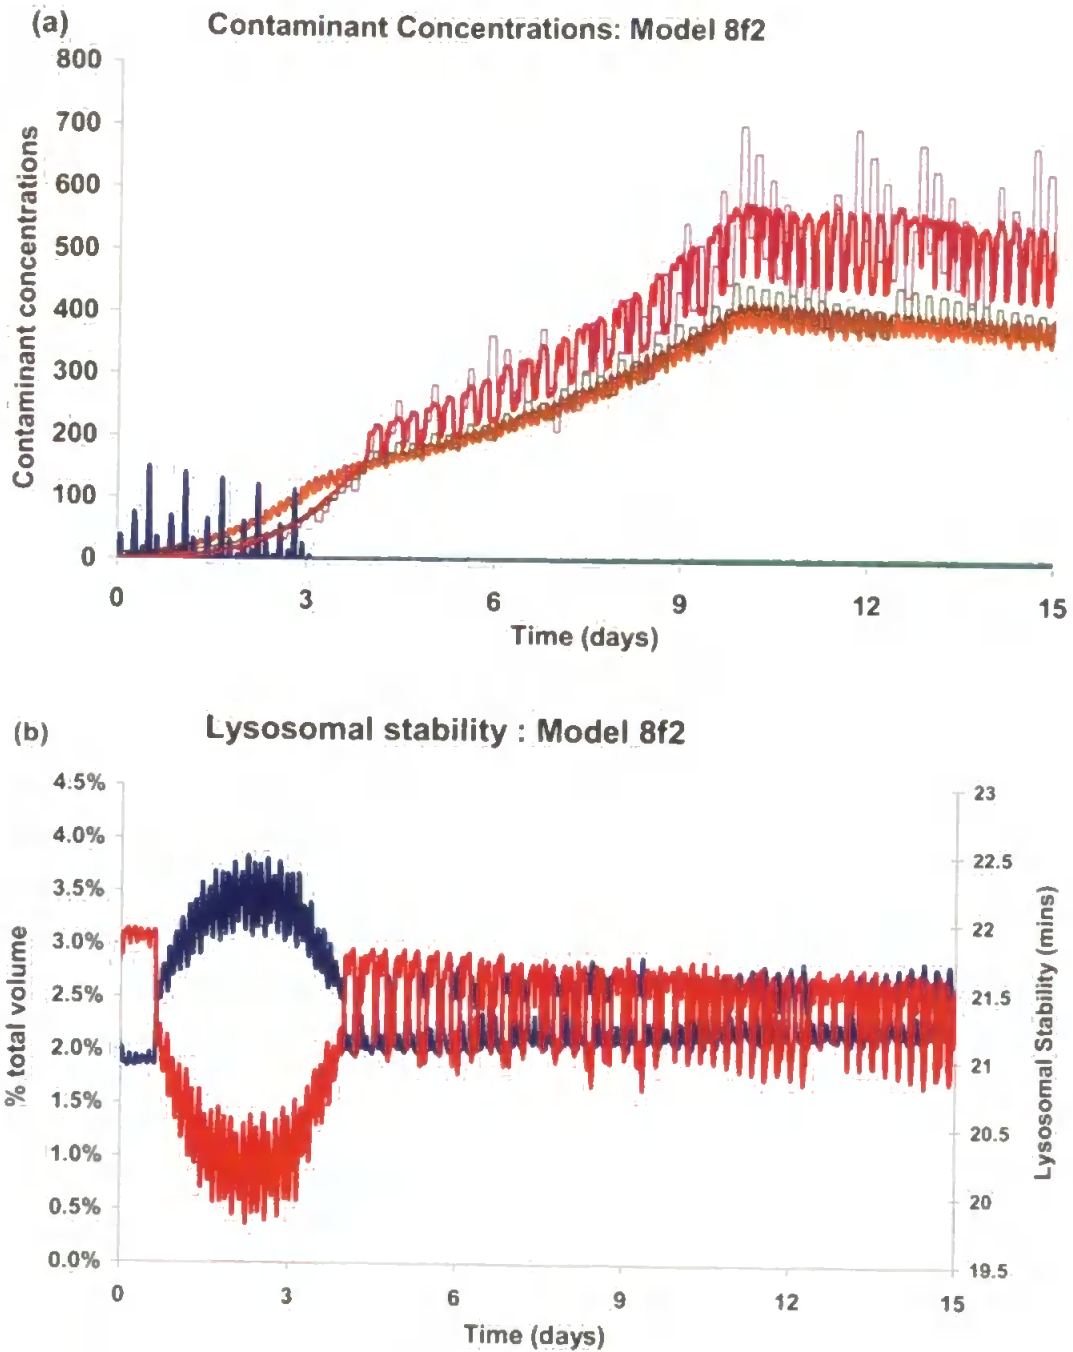 (a)
Contaminant Concentrations: Model 8f2
800
700
600
500
400
300
200
100
0
Contaminant concentrations
0 3 6 9 12 15
Time (days)
(b)
Lysosomal stability : Model 8f2
4.5%
4.0%
3.5%
3.0%
2.5%
2.0%
1.5%
1.0%
0.5%
0.0%
% total volume
23
22.5
22
21.5
21
20.5
20
19.5
Lysosomal Stability (mins)
0 3 6 9 12 15
Time (days)